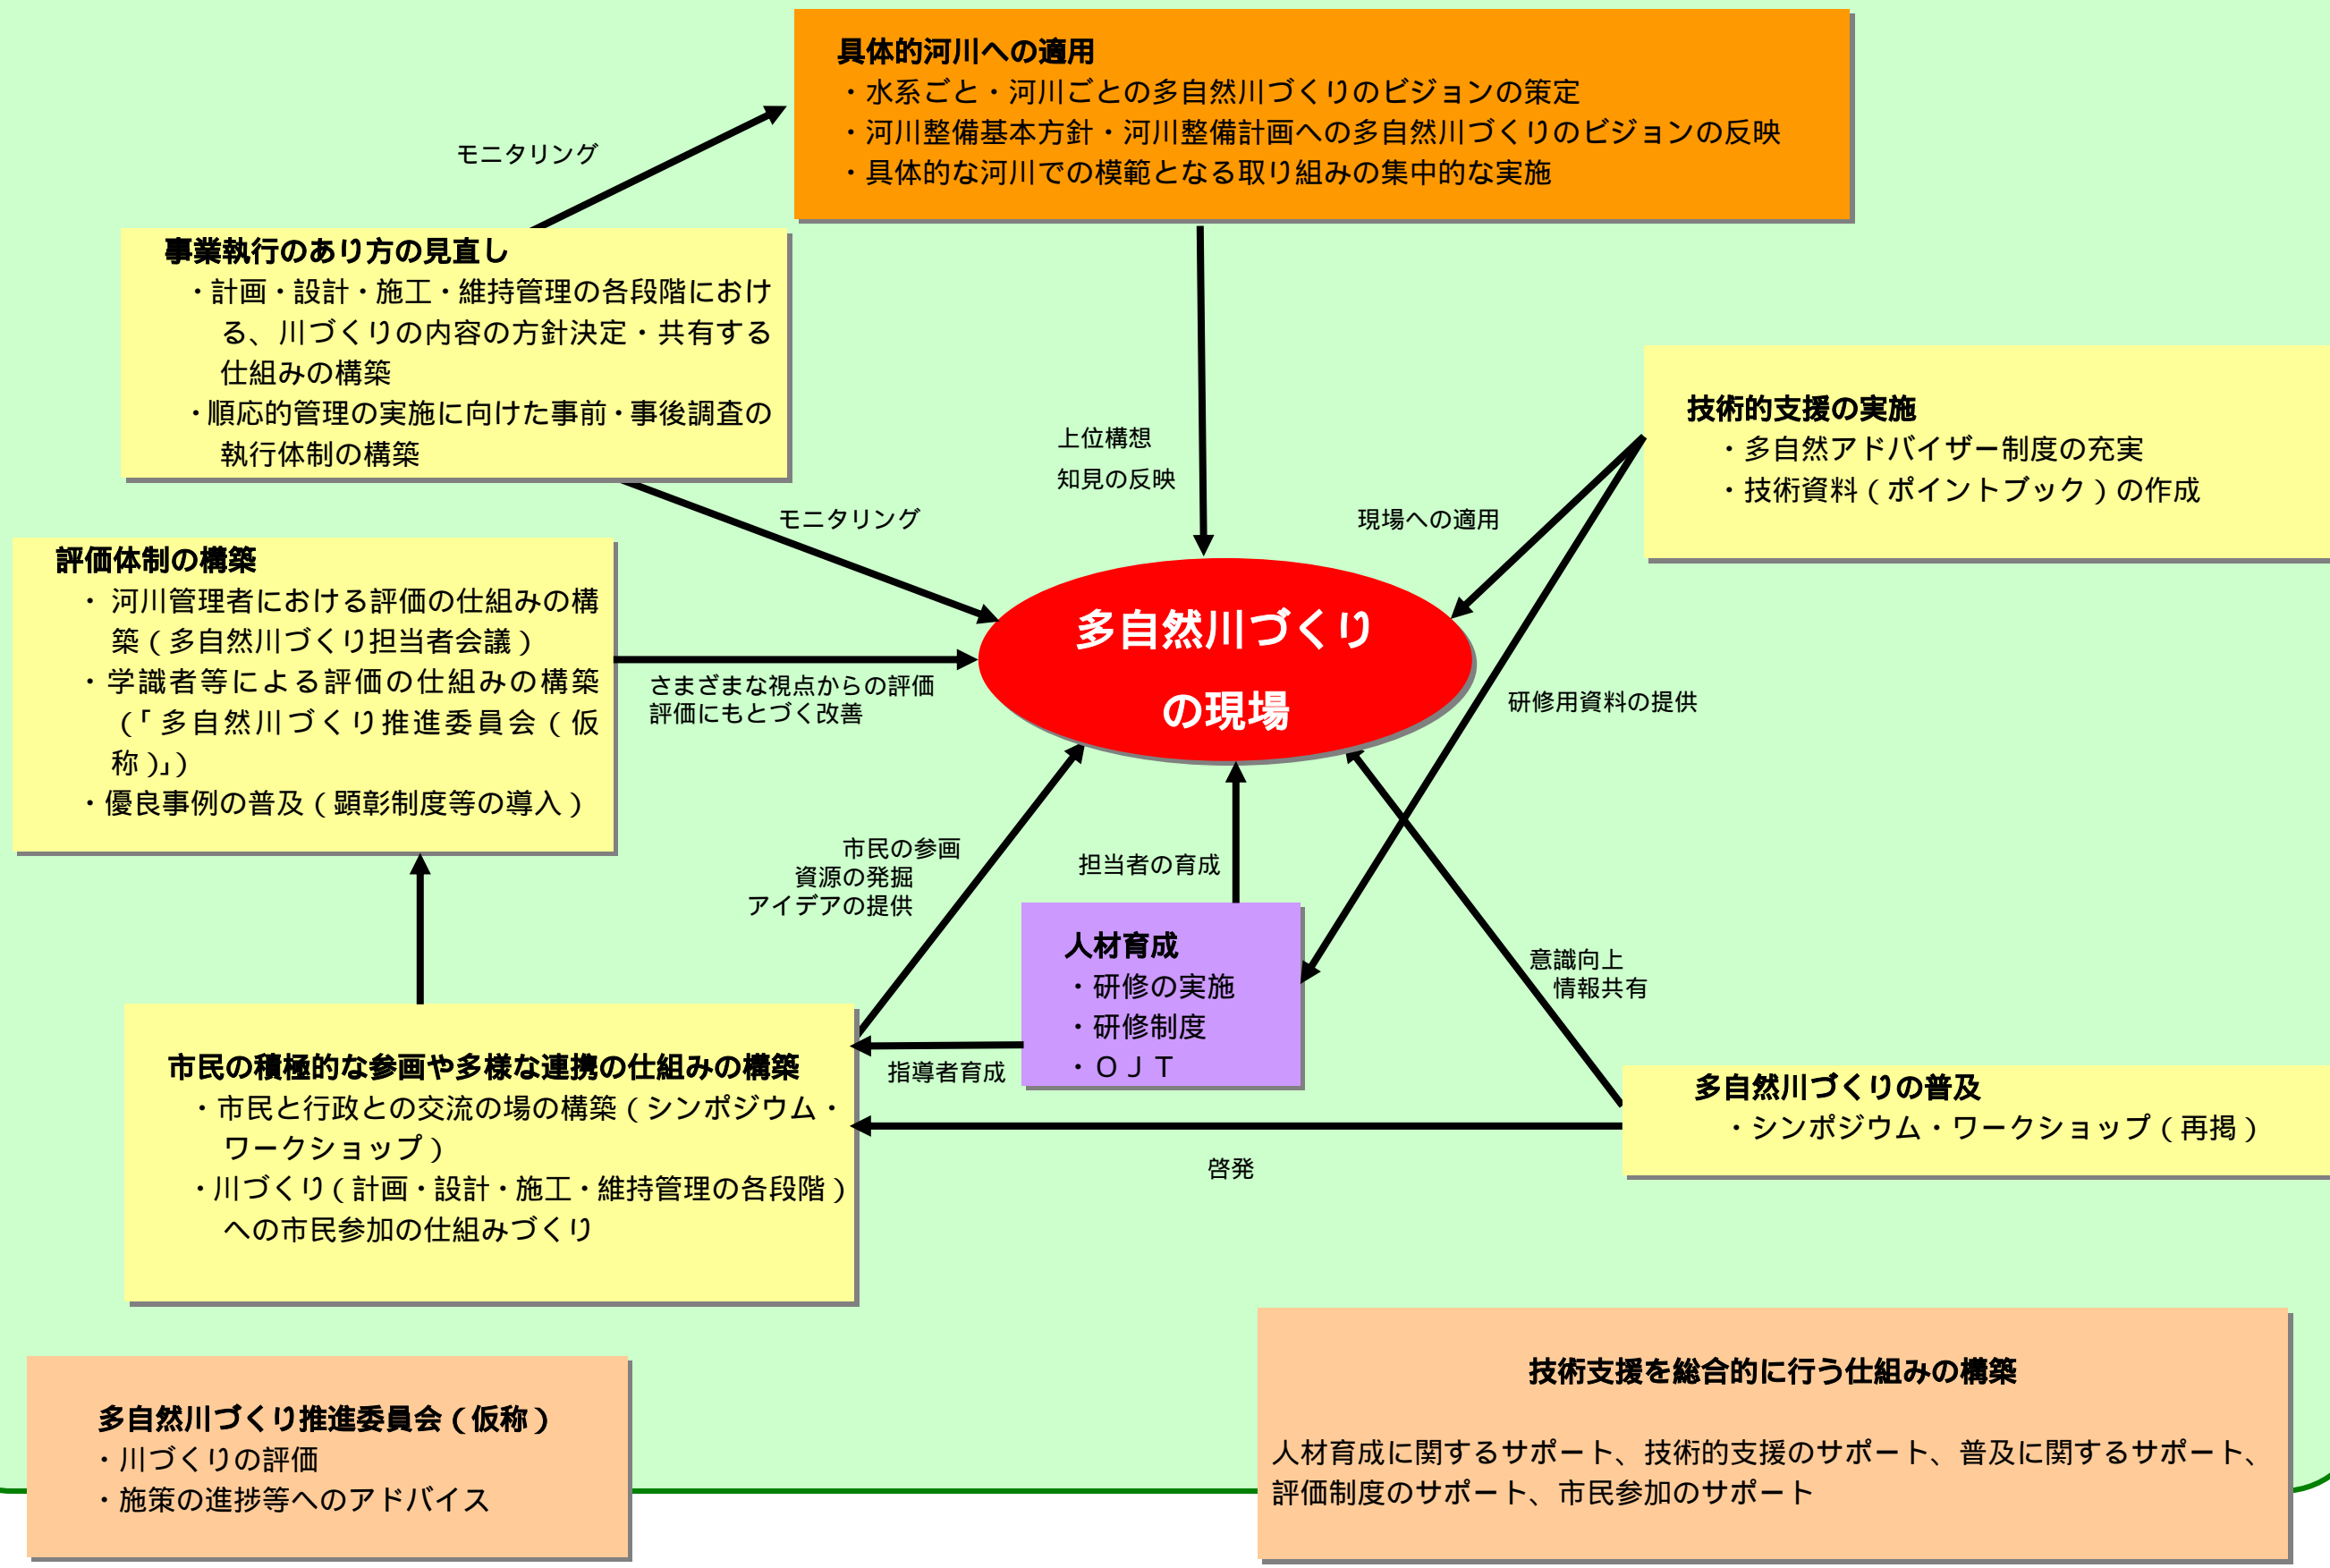 具体的河川への適用
・水系ごと・河川ごとの多自然川づくりのビジョンの策定
・河川整備基本方針・河川整備計画への多自然川づくりのビジョンの反映
・具体的な河川での模範となる取り組みの集中的な実施
モニタリング
事業執行のあり方の見直し
・計画・設計・施工・維持管理の各段階におけ
る、川づくりの内容の方針決定・共有する
仕組みの構築
・順応的管理の実施に向けた事前・事後調査の
執行体制の構築
上位構想
知見の反映
技術的支援の実施
・多自然アドバイザー制度の充実
・技術資料（ポイントブック）の作成
モニタリング
現場への適用
評価体制の構築
・ 河川管理者における評価の仕組みの構
築（多自然川づくり担当者会議）
・学識者等による評価の仕組みの構築
（「多自然川づくり推進委員会（仮
称）」）
・優良事例の普及（顕彰制度等の導入）
さまざまな視点からの評価
評価にもとづく改善
多自然川づくり
の現場
研修用資料の提供
市民の参画
資源の発掘
アイデアの提供
担当者の育成
人材育成
・研修の実施
・研修制度
・ＯＪＴ
意識向上
情報共有
指導者育成
市民の積極的な参画や多様な連携の仕組みの構築
・市民と行政との交流の場の構築（シンポジウム・
ワークショップ）
・川づくり（計画・設計・施工・維持管理の各段階）
への市民参加の仕組みづくり
多自然川づくりの普及
・シンポジウム・ワークショップ（再掲）
啓発
多自然川づくり推進委員会（仮称）
・川づくりの評価
・施策の進捗等へのアドバイス
技術支援を総合的に行う仕組みの構築
人材育成に関するサポート、技術的支援のサポート、普及に関するサポート、
評価制度のサポート、市民参加のサポート